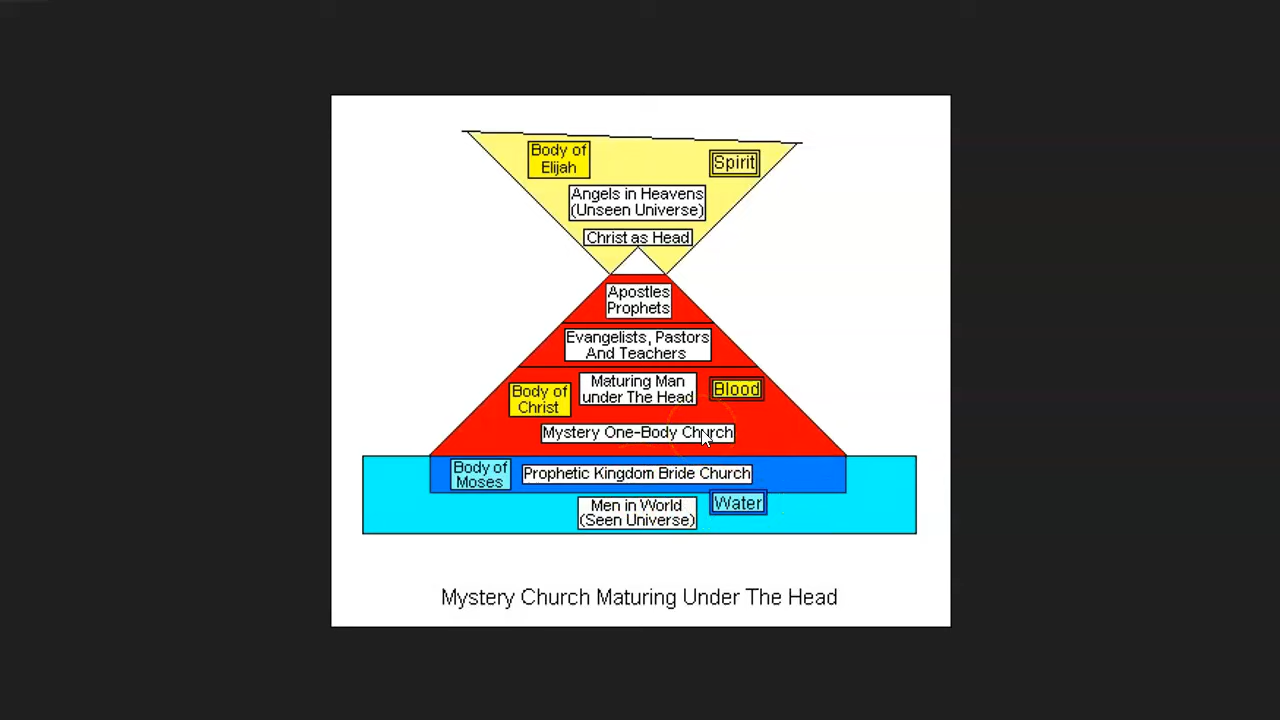 Body of
Elijah
Spirit
Angels in Heavens
(Unseen Universe)
Christ as Head
Apostles
Prophets
Evangelists, Pastors
And Teachers
Maturing Man
under The Head
Body of
Christ
Blood
Mystery One-Body Church
Body of
Moses
Prophetic Kingdom Bride Church
Men in World
(Seen Universe)
Water
Mystery Church Maturing Under The Head